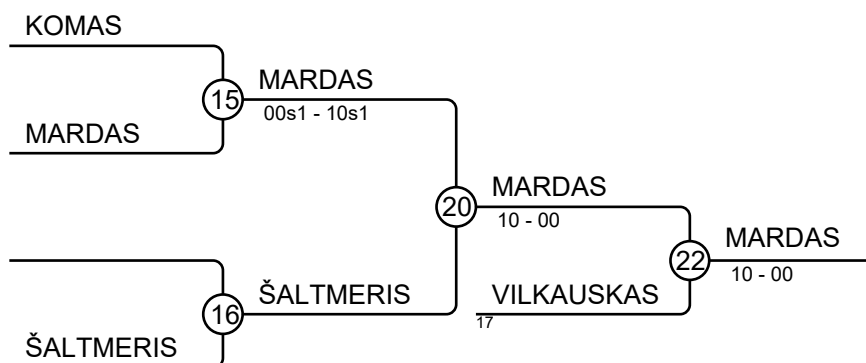 KOMAS
MARDAS
15
00s1 - 10s1
MARDAS
MARDAS
20
10 - 00
MARDAS
22
10 - 00
ŠALTMERIS
16
VILKAUSKAS
17
ŠALTMERIS